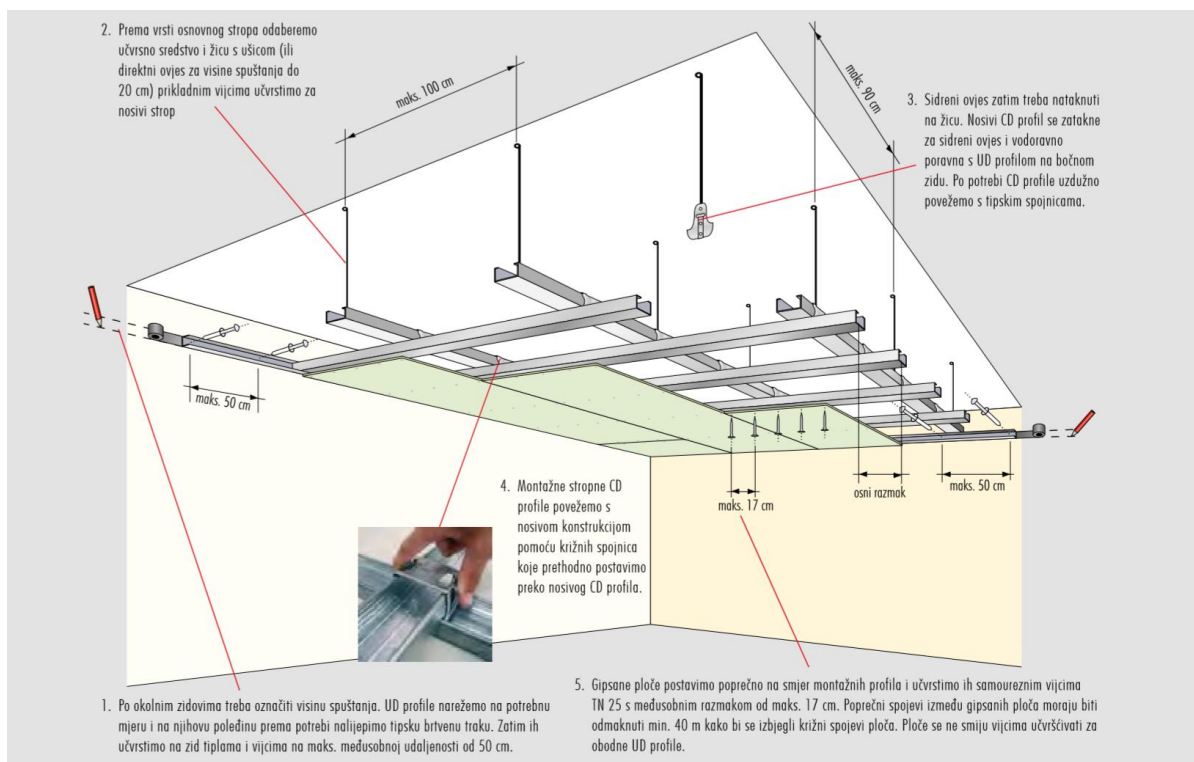 2. Prema vrsti osnovnog stropa odaberemo
učvrsno sredstvo i žicu s ušicom (ili
direktni ovjes za visine spuštanja do
20 cm) prikladnim vijcima učvrstimo za
nosivi strop
maks. 100 cm
maks. 90 cm
3. Sidreni ovjes zatim treba nataknuti
na žicu. Nosivi CD profil se zatakne
za sidreni ovjes i vodoravno
poravna s UD profilom na bočnom
zidu. Po potrebi CD profile uzdužno
povežemo s tipskim spojnicama.
maks. 50 cm
4. Montažne stropne CD
profile povežemo s
nosivom konstrukcijom
pomoću križnih spojnica
koje prethodno postavimo
preko nosivog CD profila.
maks. 17 cm
osni razmak
maks. 50 cm
1. Po okolnim zidovima treba označiti visinu spuštanja. UD profile narežemo na potrebnu
mjeru i na njihovu poleđinu prema potrebi nalijepimo tipsku brtvenu traku. Zatim ih
učvrstimo na zid tiplama i vijcima na maks. međusobnoj udaljenosti od 50 cm.
5. Gipsane ploče postavimo poprečno na smjer montažnih profila i učvrstimo ih samoureznim vijcima
TN 25 s međusobnim razmakom od maks. 17 cm. Poprečni spojevi između gipsanih ploča moraju biti
odmaknuti min. 40 m kako bi se izbjegli križni spojevi ploča. Ploče se ne smiju vijcima učvršćivati za
obodne UD profile.